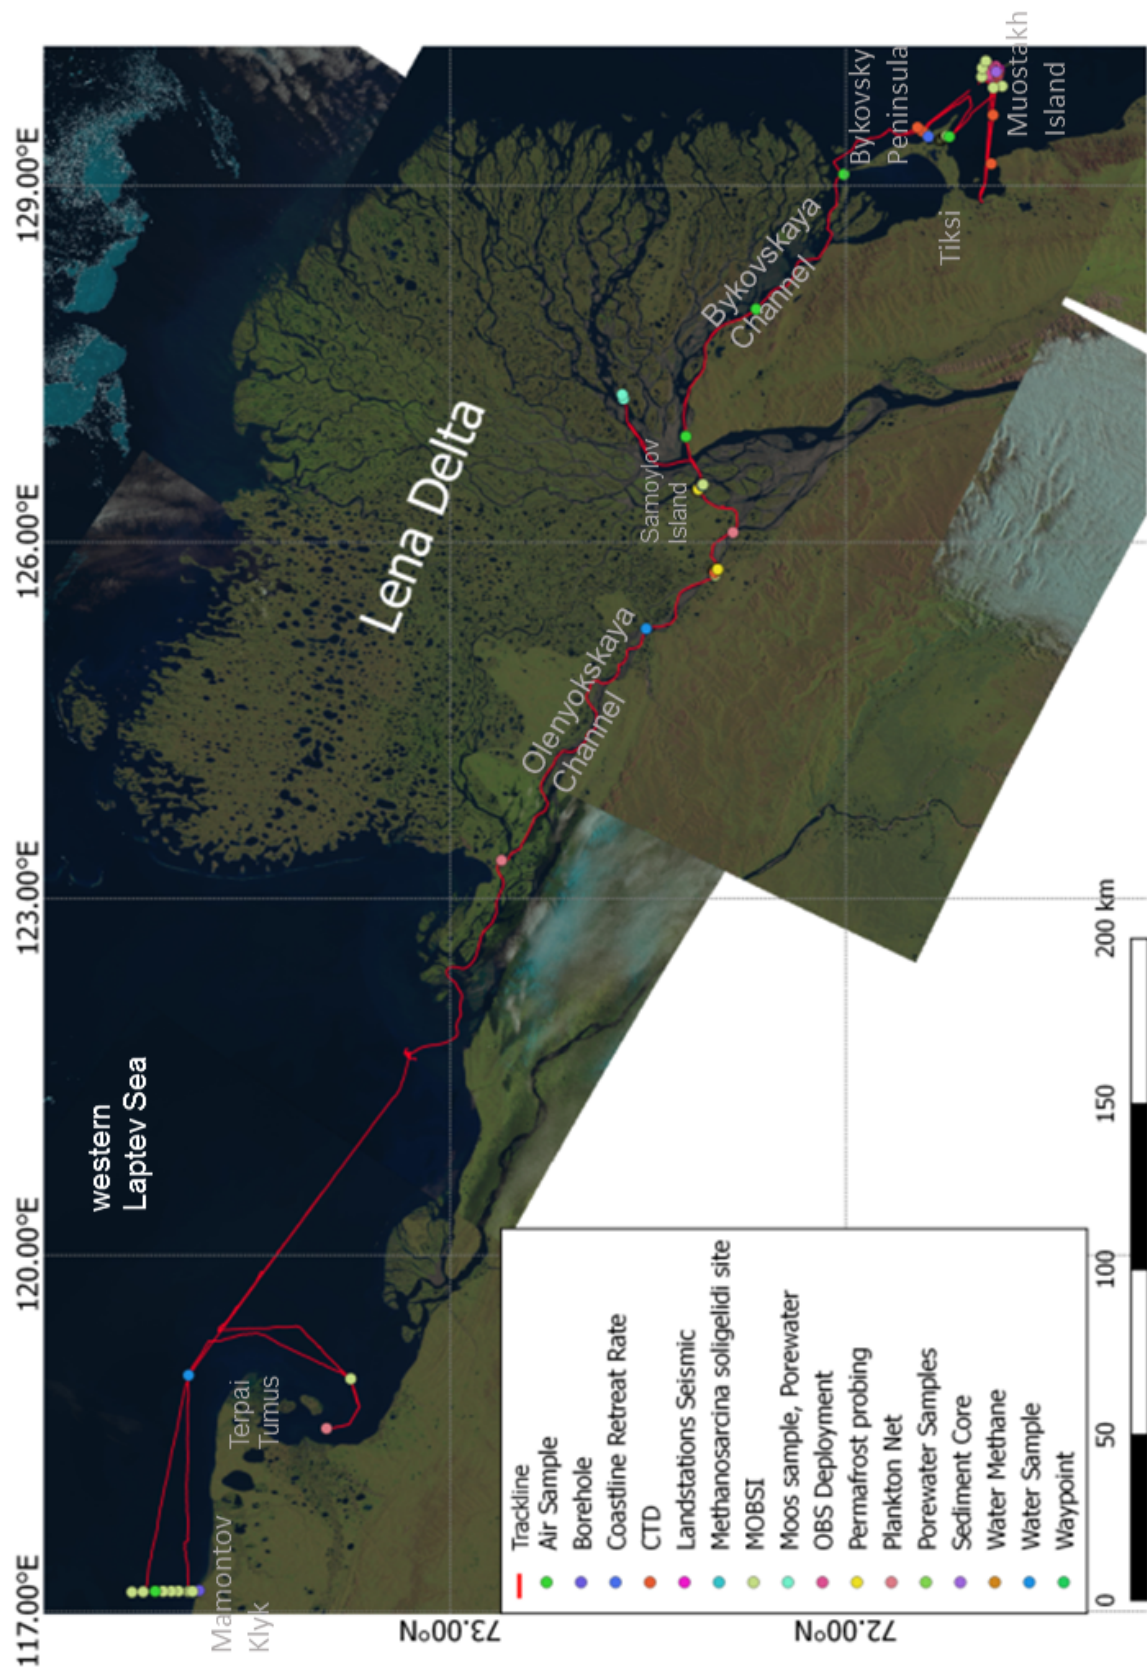 117.00°E
120.00°E
123.00°E
126.00°E
129.00°E
western
Laptev Sea
Lena Delta
Mamontov
Klyk
Terpai
Tumus
Olenyokskaya
Channel
Samoylov
Island
Bykovskaya
Channel
Bykovsky
Peninsula
Tiksi
Muostakh
Island
73.00°N
72.00°N
Trackline
Air Sample
Borehole
Coastline Retreat Rate
CTD
Landstations Seismic
Methanosarcina soligelidi site
MOBSI
Moos sample, Porewater
OBS Deployment
Permafrost probing
Plankton Net
Porewater Samples
Sediment Core
Water Methane
Water Sample
Waypoint
0
50
100
150
200 km